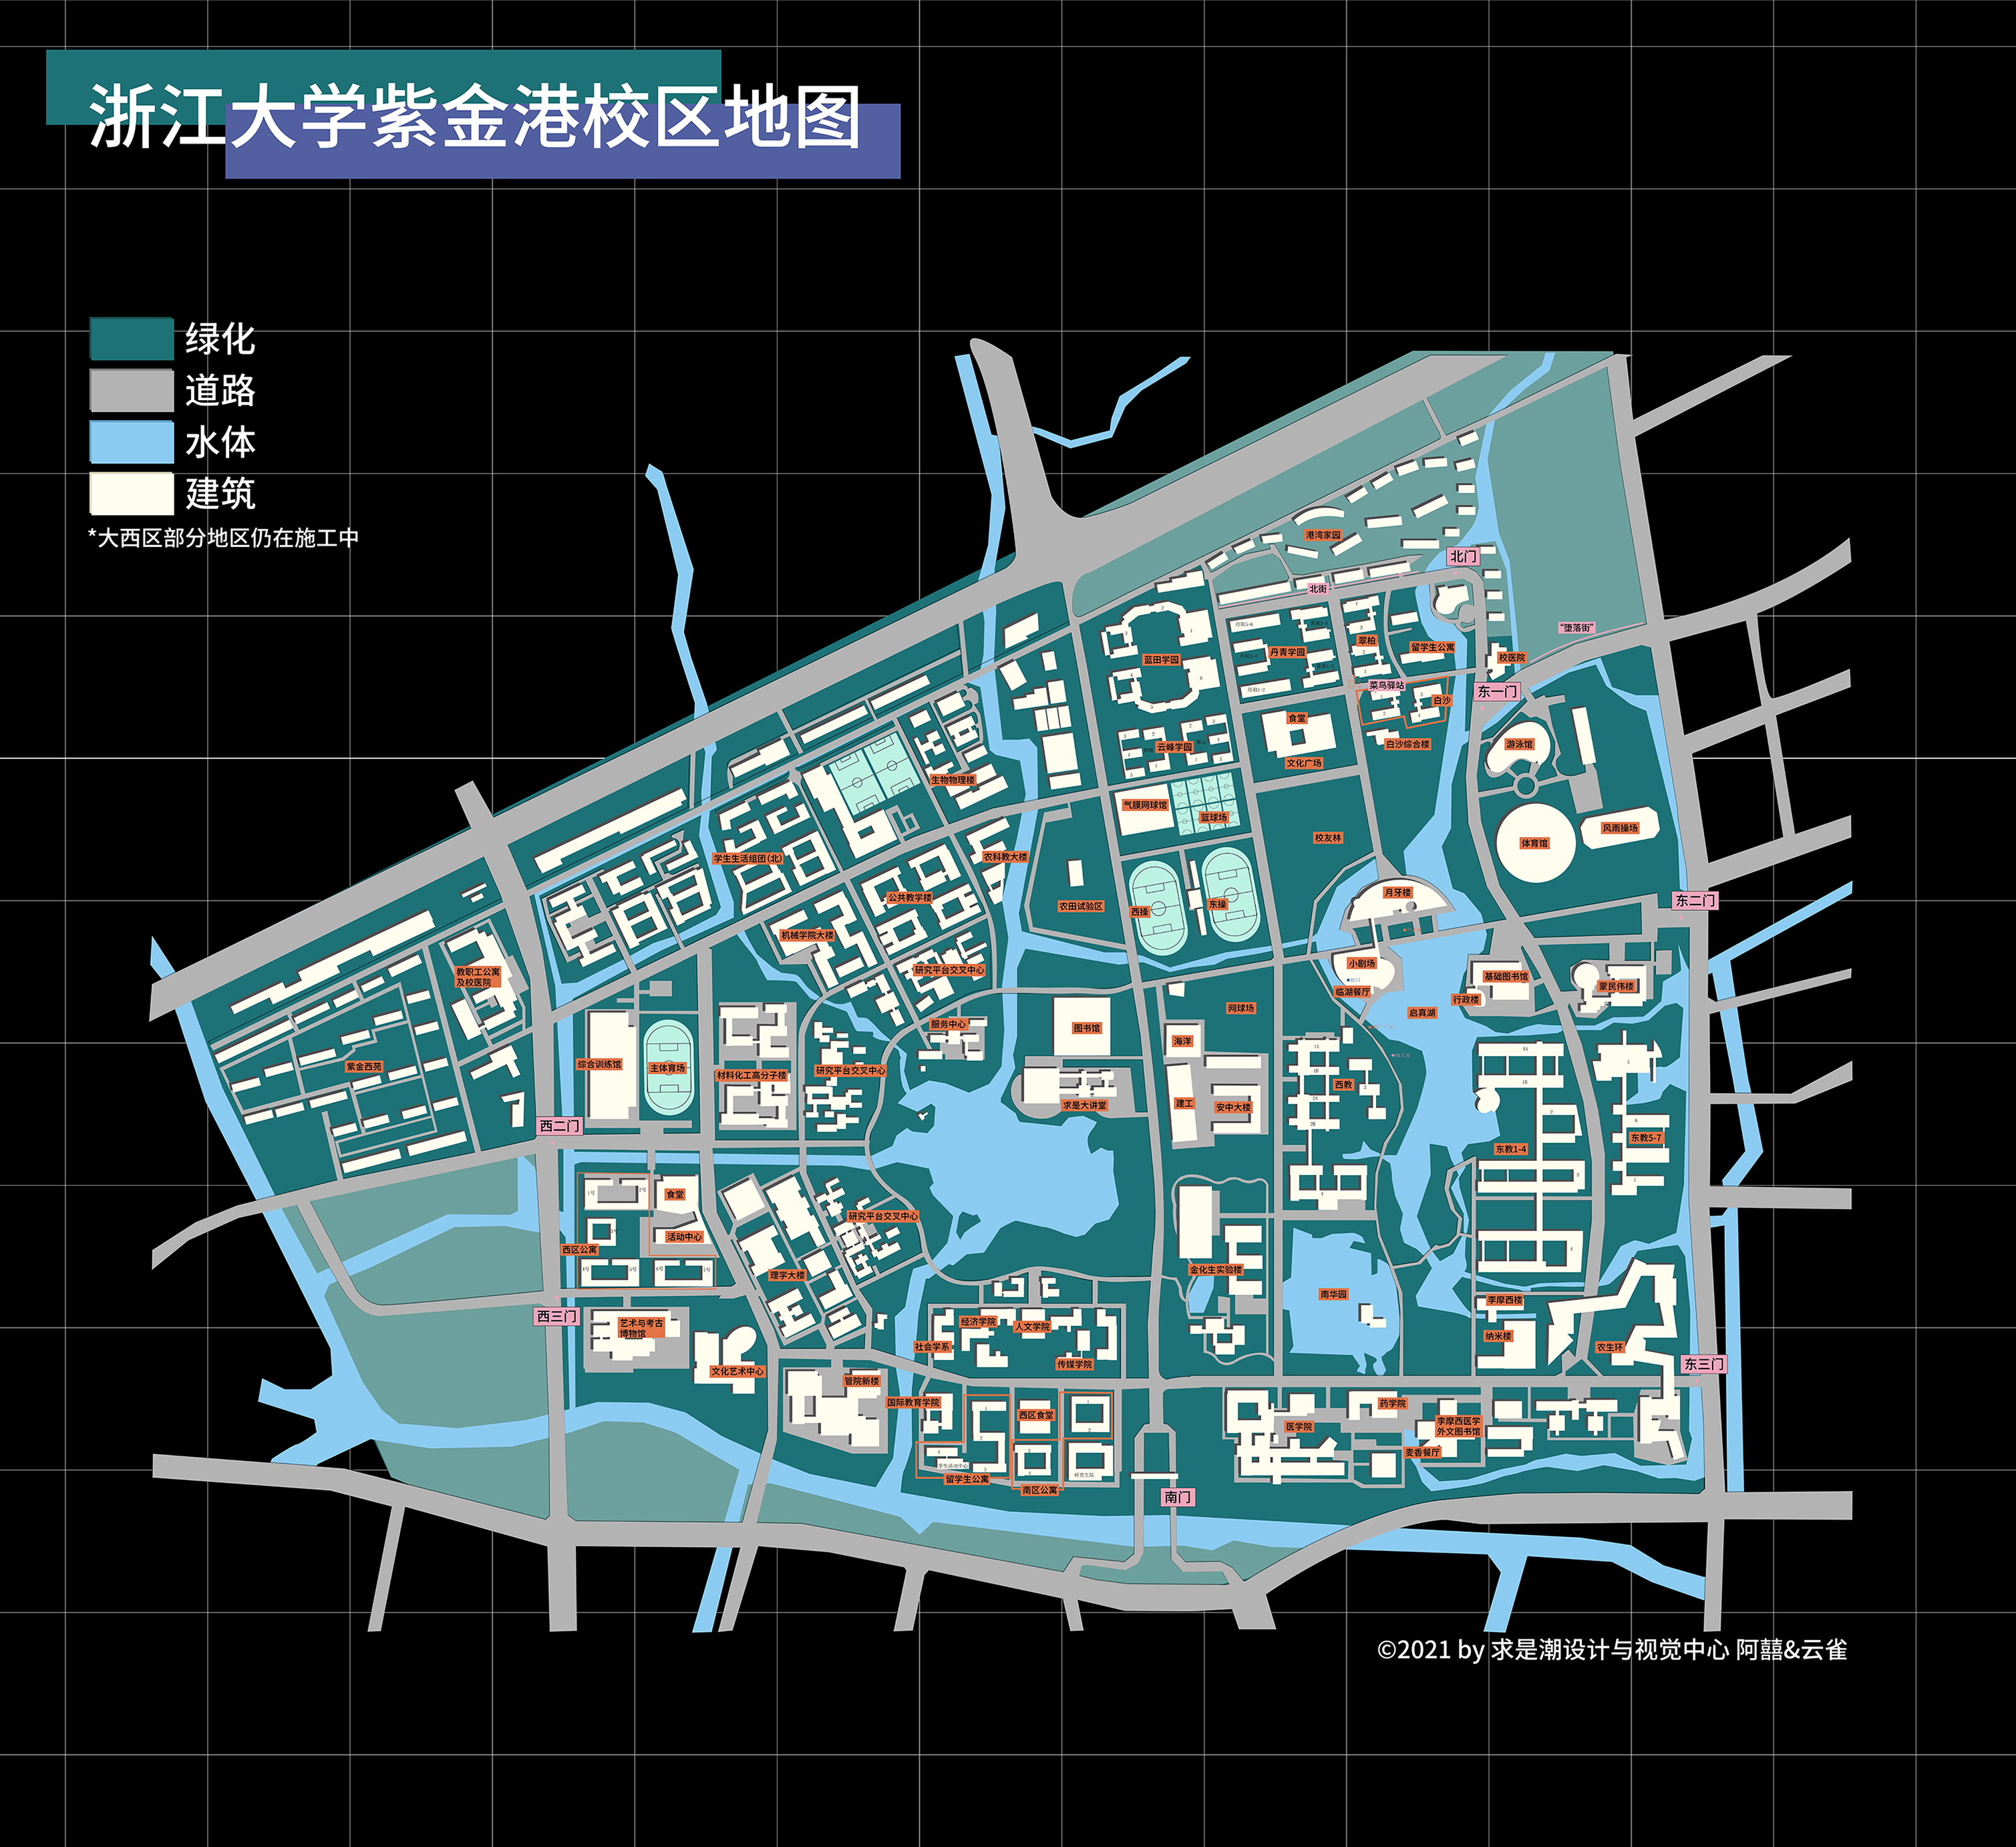 浙江大学紫金港校区地图
绿化
道路
水体
建筑
*大西区部分地区仍在施工中
港湾家园
北门
北街
"堕落街"
翠柏
留学生公寓
校医院
蓝田学园
丹青学园
菜鸟驿站
东一门
白沙
食堂
白沙综合楼
云峰学园
游泳馆
文化广场
生物物理楼
气膜网球馆
篮球场
风雨操场
校友林
体育馆
学生生活组团(北)
农科教大楼
公共教学楼
月牙楼
农田试验区
西操
东操
东二门
机械学院大楼
小剧场
研究平台交叉中心
教职工公寓
及校医院
基础图书馆
蒙民伟楼
临湖餐厅
行政楼
网球场
启真湖
服务中心
图书馆
海洋
综合训练馆
主体育场
紫金西苑
材料化工高分子楼
研究平台交叉中心
西教
求是大讲堂
建工
安中大楼
西二门
东教5-7
东教1-4
食堂
研究平台交叉中心
活动中心
西区公寓
理学大楼
金化生实验楼
南华园
李摩西楼
西三门
艺术与考古
博物馆
经济学院
人文学院
纳米楼
社会学系
农生环
传媒学院
东三门
文化艺术中心
管院新楼
国际教育学院
西区食堂
药学院
医学院
李摩西医学
外文图书馆
麦香餐厅
学生活动中心
研究生院
留学生公寓
南区公寓
南门
©2021 by 求是潮设计与视觉中心 阿囍&云雀